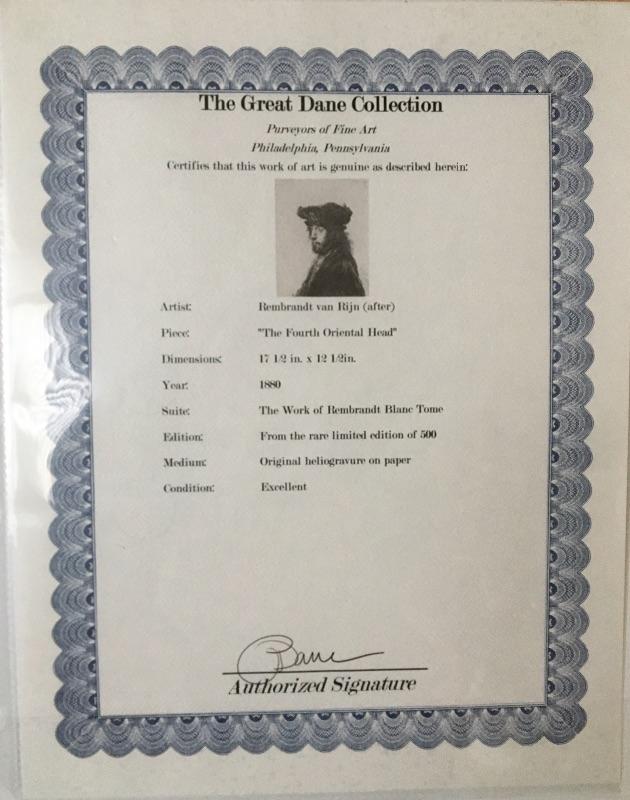 The Great Dane Collection
Purveyors of Fine Art
Philadelphia, Pennsylvania
Certifies that this work of art is genuine as described herein:
Artist: Rembrandt van Rijn (after)
Piece: "The Fourth Oriental Head"
Dimensions: 17 1/2 in. x 12 1/2in.
Year: 1880
Suite: The Work of Rembrandt Blanc Tome
Edition: From the rare limited edition of 500
Medium: Original heliogravure on paper
Condition: Excellent
Dane
Authorized Signature